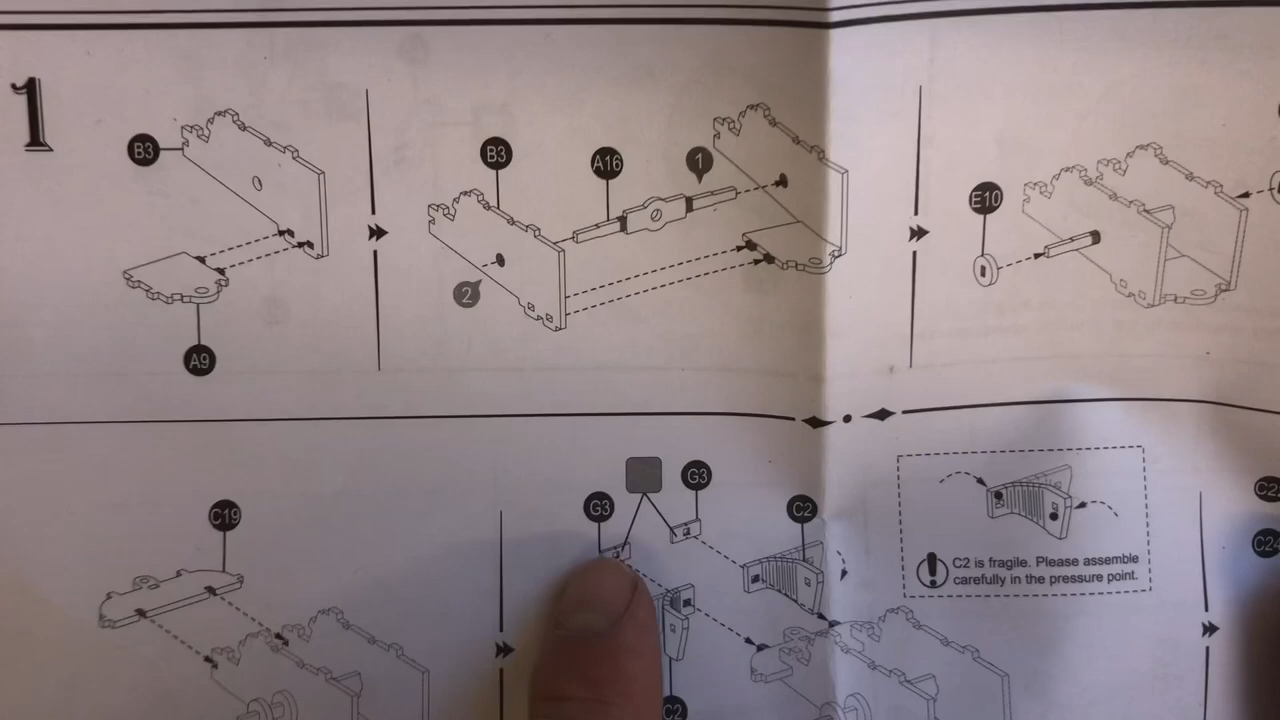 1
B3
A9
B3
A16
1
2
E10
C19
G3
G3
C2
C2
C2 is fragile. Please assemble
carefully in the pressure point.
C24